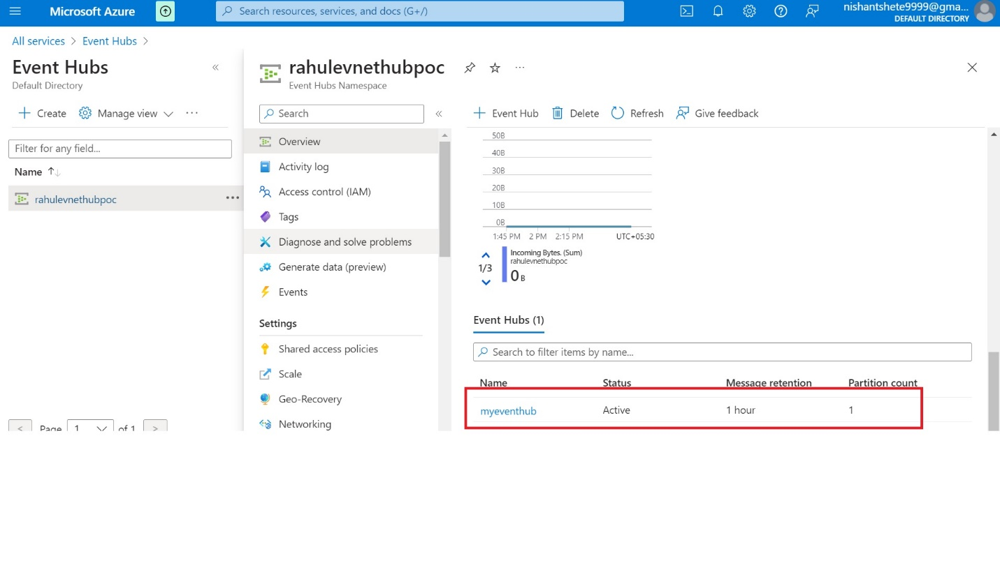 Microsoft Azure
Search resources, services, and docs (G+/)
nishantshete9999@gma...
DEFAULT DIRECTORY
All services > Event Hubs >
Event Hubs
Default Directory
Create
Manage view
Filter for any field...
Name
rahulevnethubpoc
< Page 1 of 1 >
rahulevnethubpoc
Event Hubs Namespace
Search
Overview
Activity log
Access control (IAM)
Tags
Diagnose and solve problems
Generate data (preview)
Events
Settings
Shared access policies
Scale
Geo-Recovery
Networking
Event Hub Delete Refresh Give feedback
50B
40B
30B
20B
10B
0B
1:45 PM 2 PM 2:15 PM UTC+05:30
1/3
Incoming Bytes. (Sum)
rahulevnethubpoc
0 B
Event Hubs (1)
Search to filter items by name...
Name Status Message retention Partition count
myeventhub Active 1 hour 1